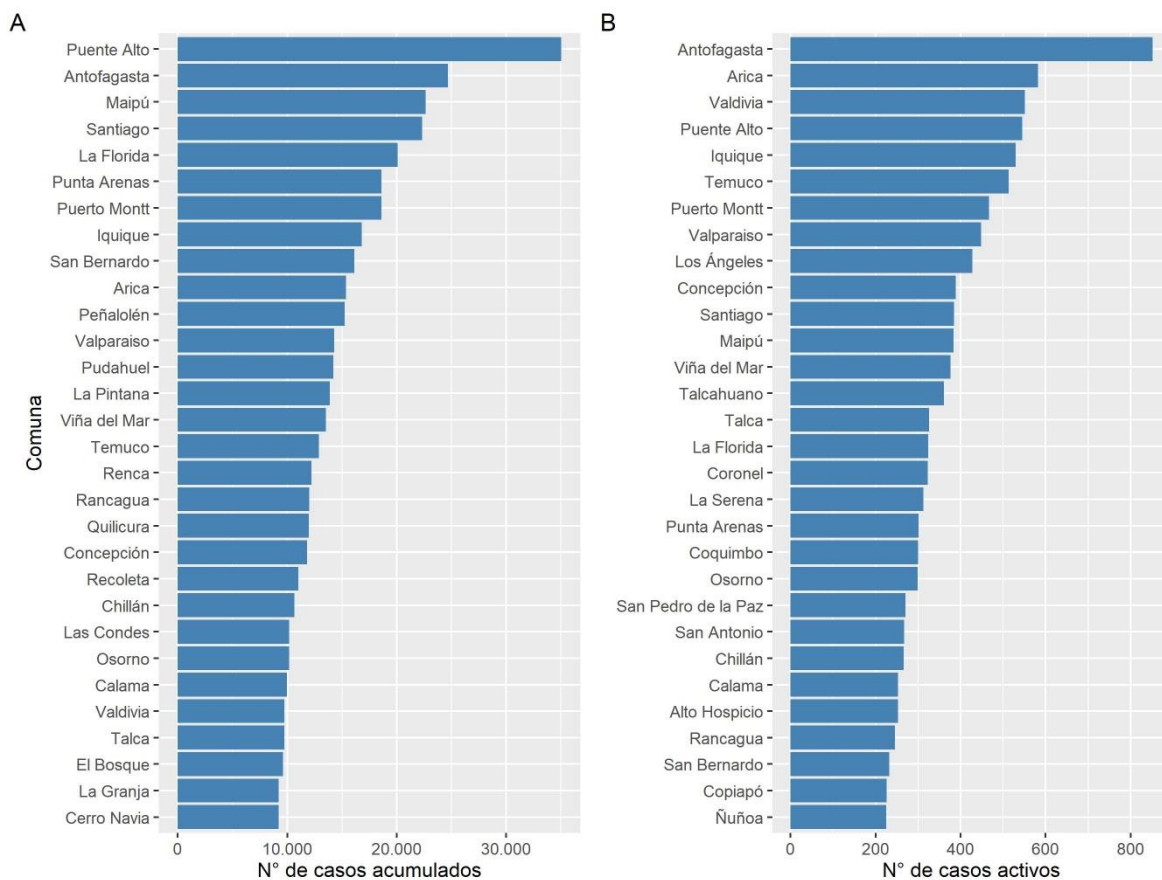 A
Puente Alto
Antofagasta
Maipú
Santiago
La Florida
Punta Arenas
Puerto Montt
Iquique
San Bernardo
Arica
Peñalolén
Valparaiso
Pudahuel
La Pintana
Viña del Mar
Temuco
Renca
Rancagua
Quilicura
Concepción
Recoleta
Chillán
Las Condes
Osorno
Calama
Valdivia
Talca
El Bosque
La Granja
Cerro Navia
Comuna
0 10.000 20.000 30.000
N° de casos acumulados
B
Antofagasta
Arica
Valdivia
Puente Alto
Iquique
Temuco
Puerto Montt
Valparaiso
Los Ángeles
Concepción
Santiago
Maipú
Viña del Mar
Talcahuano
Talca
La Florida
Coronel
La Serena
Punta Arenas
Coquimbo
Osorno
San Pedro de la Paz
San Antonio
Chillán
Calama
Alto Hospicio
Rancagua
San Bernardo
Copiapó
Ñuñoa
0 200 400 600 800
N° de casos activos